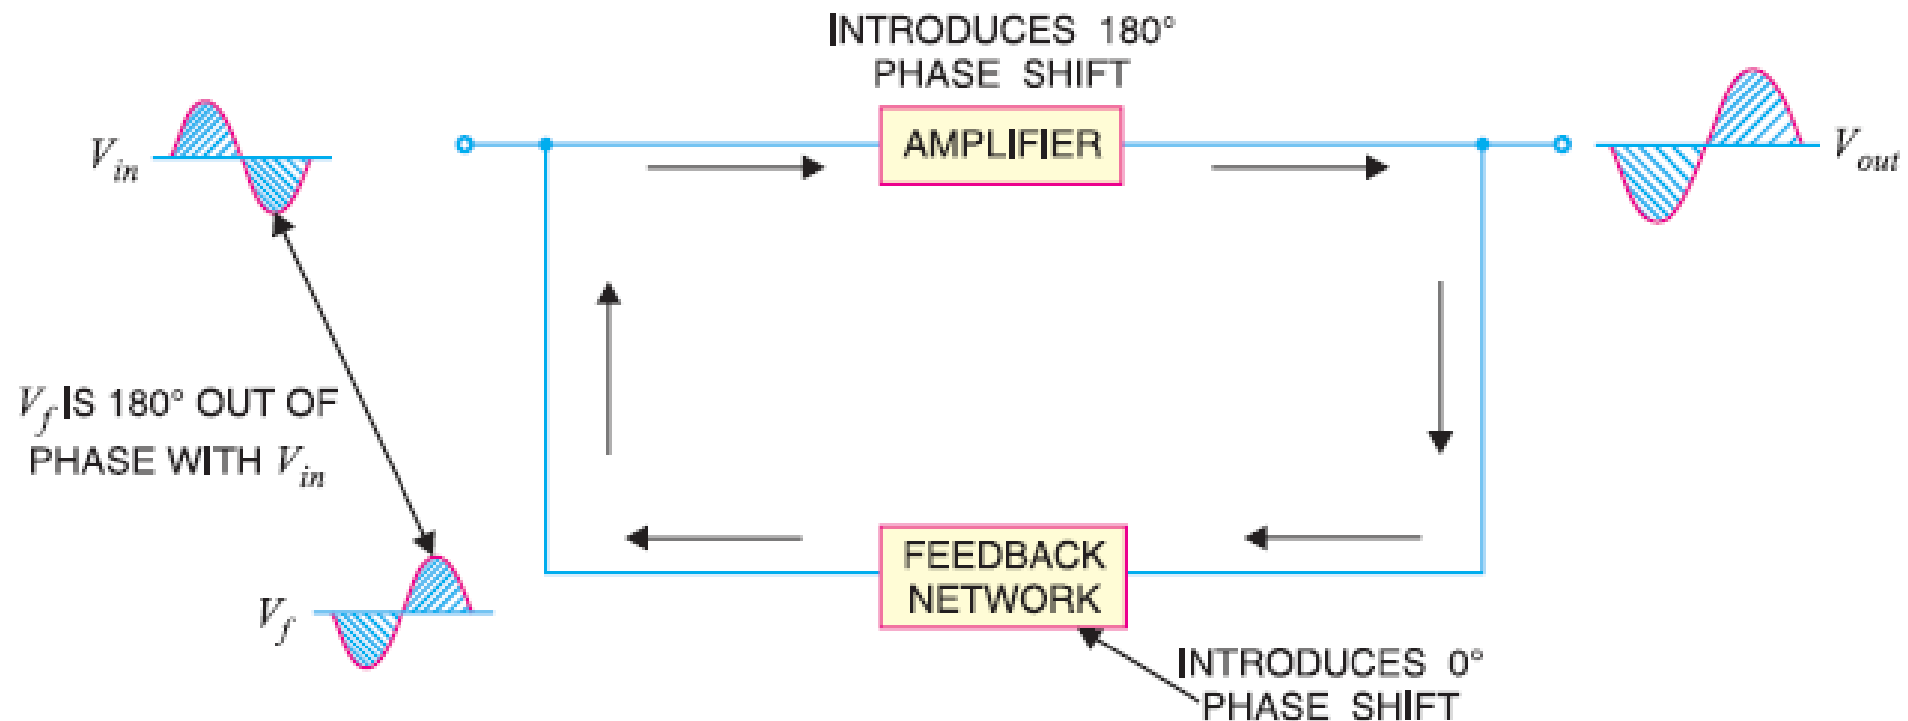 INTRODUCES 180°
PHASE SHIFT
V_in
AMPLIFIER
V_out
V_f IS 180° OUT OF
PHASE WITH V_in
FEEDBACK
NETWORK
V_f
INTRODUCES 0°
PHASE SHIFT